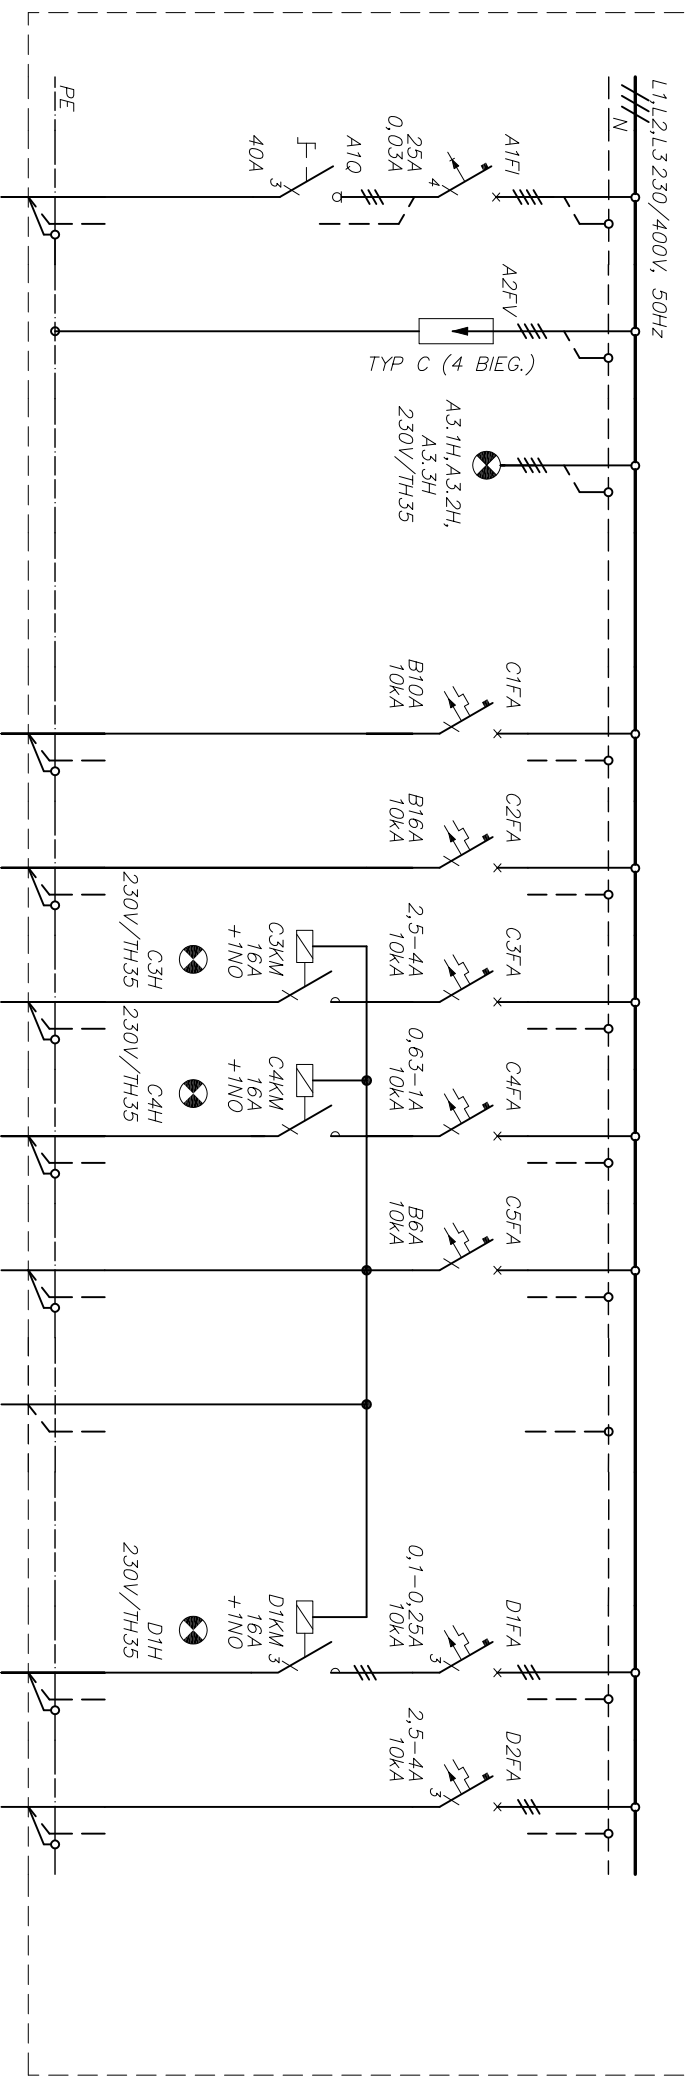 L1,L2,L3 230/400V, 50Hz
N
PE
A1FI
25A
0,03A
4
A1Q
40A
3
A2FV
TYP C (4 BIEG.)
A3.1H,A3.2H,
A3.3H
230V/TH35
C1FA
B10A
10kA
C2FA
B16A
10kA
C3FA
2,5-4A
10kA
C3KM
16A
+1NO
C3H
230V/TH35
C4FA
0,63-1A
10kA
C4KM
16A
+1NO
C4H
230V/TH35
C5FA
B6A
10kA
D1FA
0,1-0,25A
10kA
3
D1KM
16A
+1NO
3
D1H
230V/TH35
D2FA
2,5-4A
10kA
3